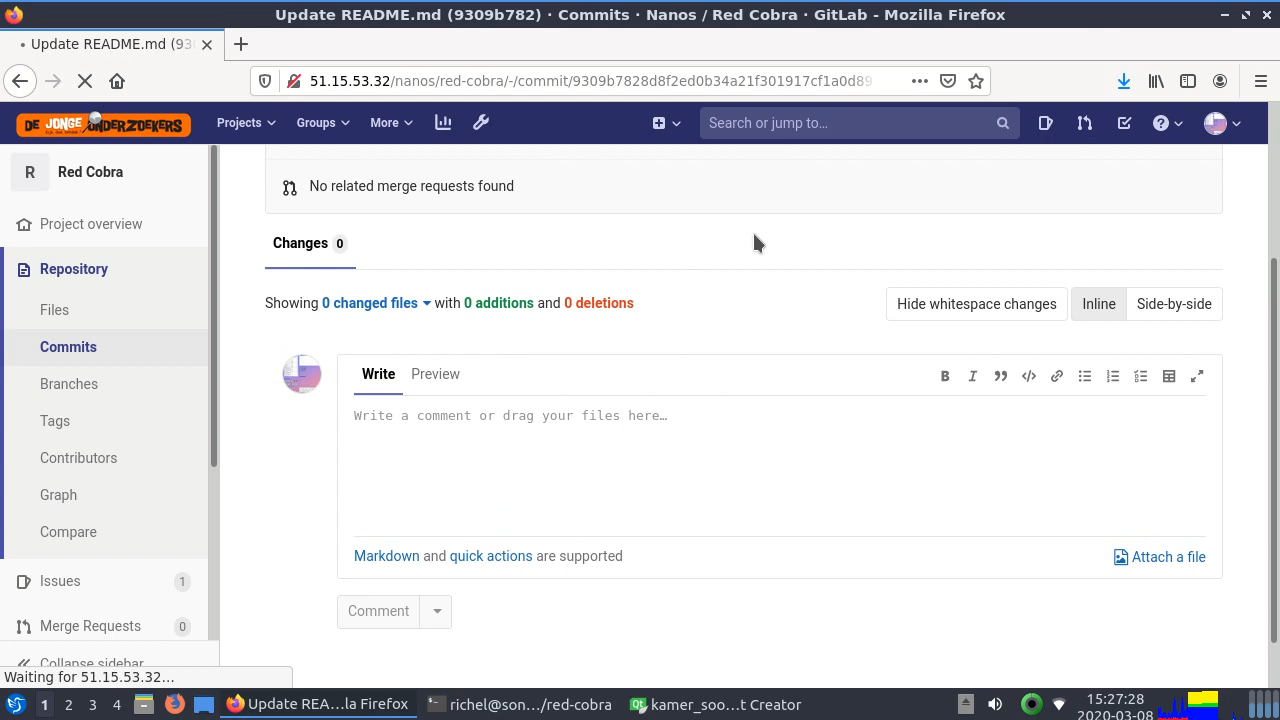 Update README.md (9309b782) · Commits · Nanos / Red Cobra · GitLab - Mozilla Firefox
• Update README.md (93
51.15.53.32/nanos/red-cobra/-/commit/9309b7828d8f2ed0b34a21f301917cf1a0d89
DE JONGE ONDERZOEKERS
Projects Groups More Search or jump to…
R Red Cobra
No related merge requests found
Project overview
Changes 0
Repository
Showing 0 changed files with 0 additions and 0 deletions
Hide whitespace changes Inline Side-by-side
Files
Commits
Write Preview
Branches
Write a comment or drag your files here…
Tags
Contributors
Graph
Compare
Markdown and quick actions are supported
Attach a file
Issues 1
Comment
Merge Requests 0
Collapse sidebar
Waiting for 51.15.53.32…
1 2 3 4 Update REA…la Firefox richel@son…/red-cobra Qt kamer_soo…t Creator
15:27:28
2020-03-08